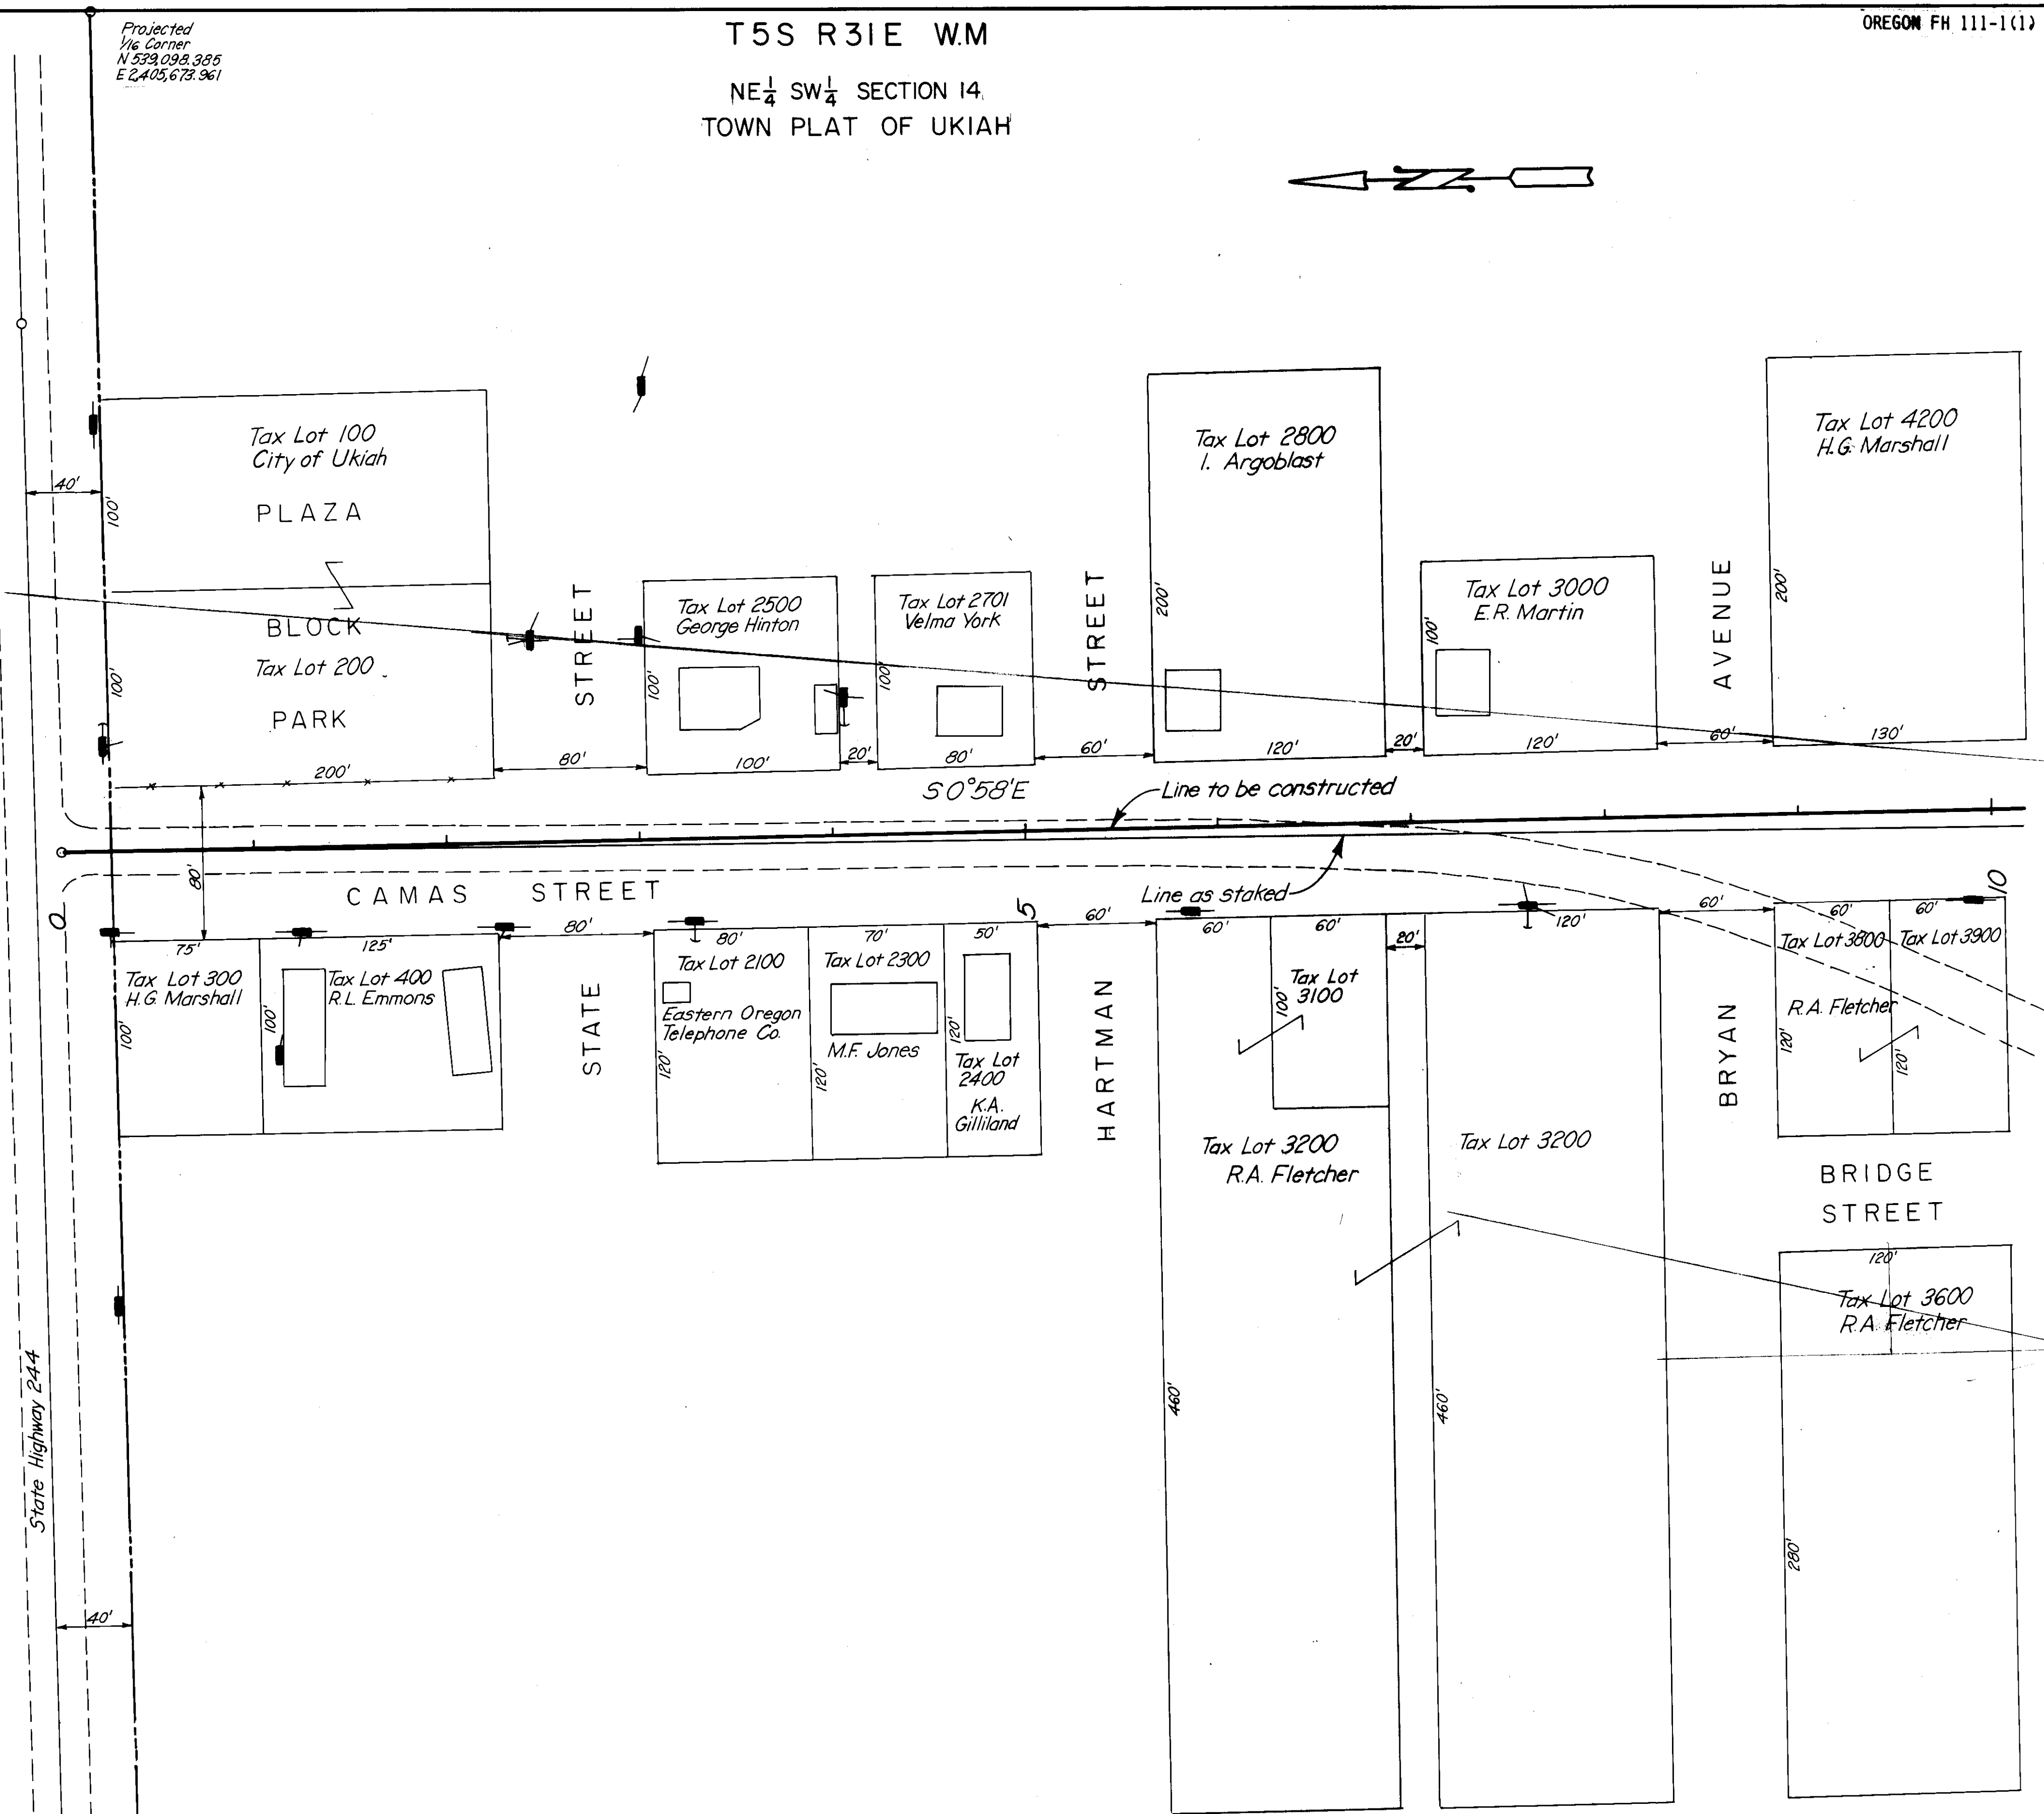 OREGON FH 111-1(1)
Projected
1/16 Corner
N 539,098.385
E 2,405,673.961
T5S R31E W.M
NE 1/4 SW 1/4 SECTION 14
TOWN PLAT OF UKIAH
Tax Lot 100
City of Ukiah
PLAZA
BLOCK
Tax Lot 200
PARK
40'
100'
100'
200'
80'
STREET
80'
Tax Lot 2500
George Hinton
100'
100'
20'
Tax Lot 2701
Velma York
100'
80'
STREET
60'
Tax Lot 2800
I. Argoblast
200'
120'
20'
Tax Lot 3000
E.R. Martin
100'
120'
AVENUE
60'
Tax Lot 4200
H.G. Marshall
200'
130'
S 0°58'E
Line to be constructed
Line as staked
CAMAS STREET
0
5
10
75'
Tax Lot 300
H.G. Marshall
100'
125'
Tax Lot 400
R.L. Emmons
100'
80'
STATE
80'
Tax Lot 2100
Eastern Oregon
Telephone Co.
120'
70'
Tax Lot 2300
M.F. Jones
120'
50'
120'
Tax Lot
2400
K.A.
Gilliland
60'
HARTMAN
60'
60'
20'
Tax Lot
3100
100'
Tax Lot 3200
R.A. Fletcher
460'
120'
Tax Lot 3200
460'
60'
BRYAN
60'
60'
Tax Lot 3800
Tax Lot 3900
R.A. Fletcher
120'
120'
BRIDGE
STREET
120'
Tax Lot 3600
R.A. Fletcher
280'
State Highway 244
40'